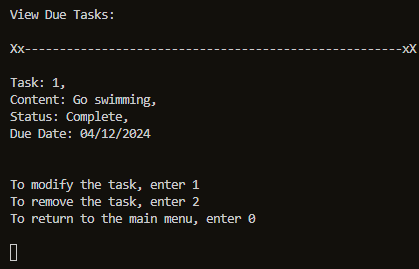 View Due Tasks:
Xx------------------------------------------------------xX
Task: 1,
Content: Go swimming,
Status: Complete,
Due Date: 04/12/2024
To modify the task, enter 1
To remove the task, enter 2
To return to the main menu, enter 0